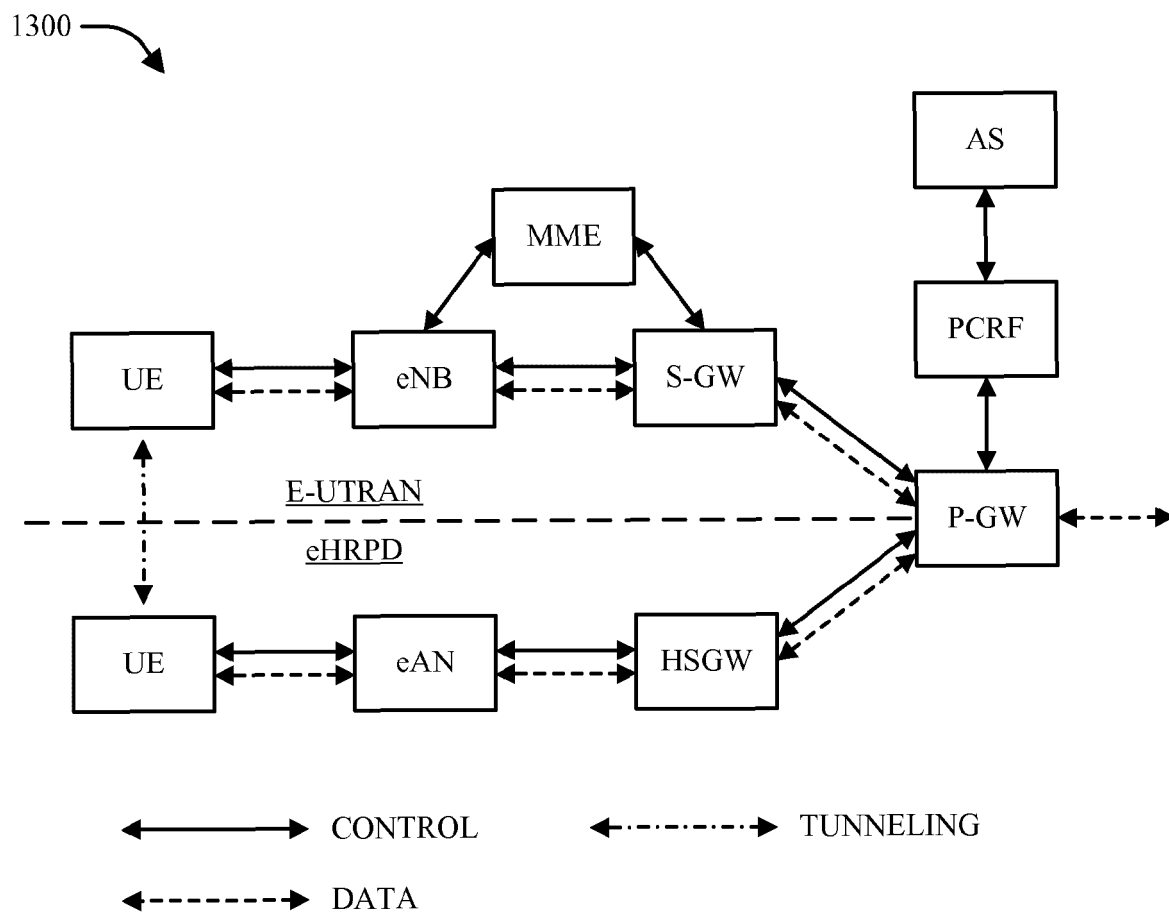 1300
AS
MME
PCRF
UE
eNB
S-GW
E-UTRAN
P-GW
eHRPD
UE
eAN
HSGW
CONTROL
TUNNELING
DATA